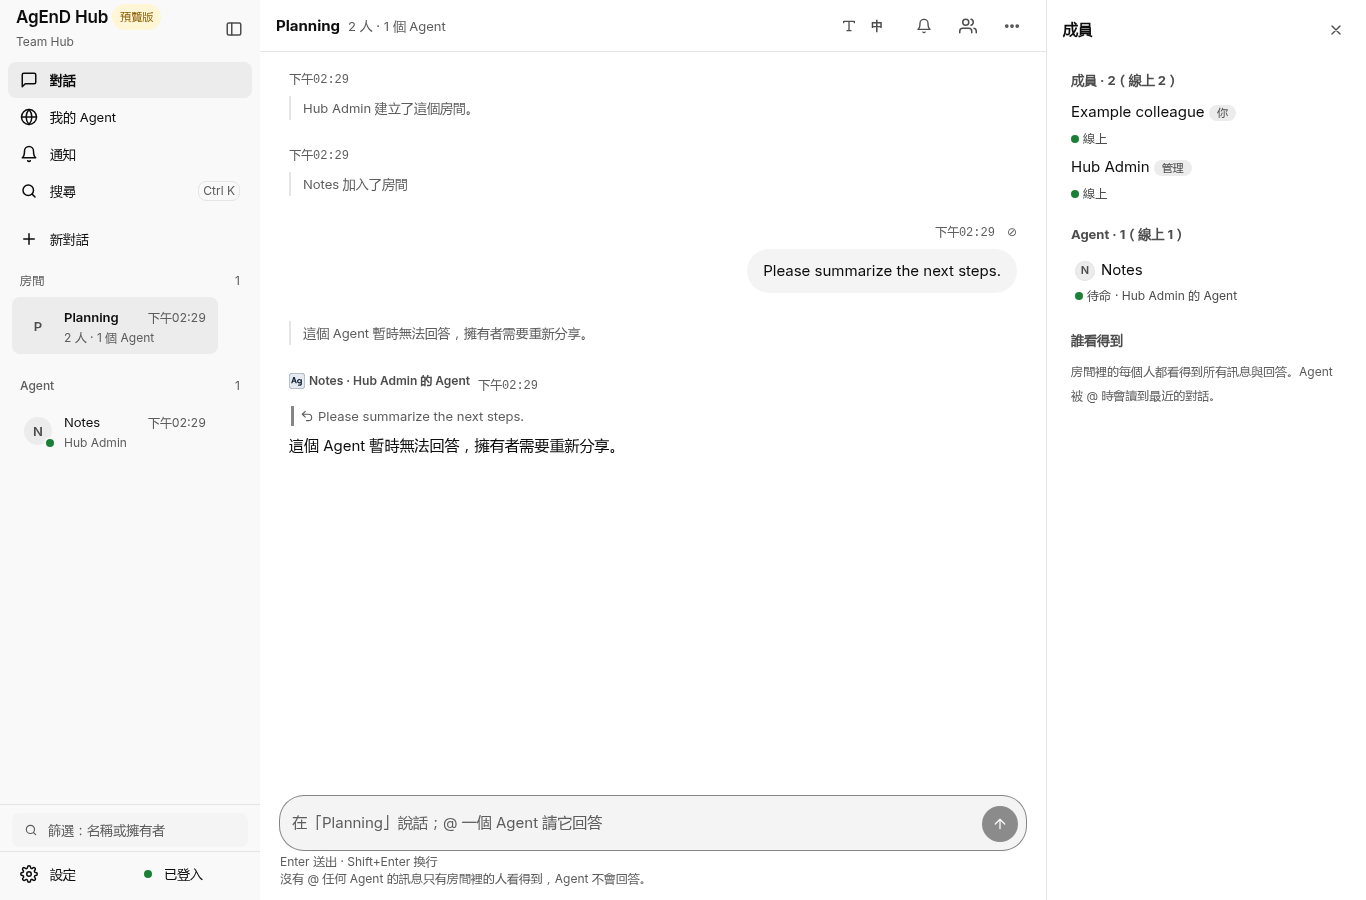 AgEnD Hub 預覽版
Team Hub
對話
我的 Agent
通知
搜尋 Ctrl K
新對話
房間 1
P Planning 下午02:29
2 人 · 1 個 Agent
Agent 1
N Notes 下午02:29
Hub Admin
篩選：名稱或擁有者
設定 已登入
Planning 2 人 · 1 個 Agent
中
下午02:29
Hub Admin 建立了這個房間。
下午02:29
Notes 加入了房間
下午02:29
Please summarize the next steps.
這個 Agent 暫時無法回答，擁有者需要重新分享。
Ag Notes · Hub Admin 的 Agent 下午02:29
Please summarize the next steps.
這個 Agent 暫時無法回答，擁有者需要重新分享。
在「Planning」說話；@ 一個 Agent 請它回答
Enter 送出 · Shift+Enter 換行
沒有 @ 任何 Agent 的訊息只有房間裡的人看得到，Agent 不會回答。
成員
成員 · 2（線上 2）
Example colleague 你
線上
Hub Admin 管理
線上
Agent · 1（線上 1）
N Notes
待命 · Hub Admin 的 Agent
誰看得到
房間裡的每個人都看得到所有訊息與回答。Agent
被 @ 時會讀到最近的對話。